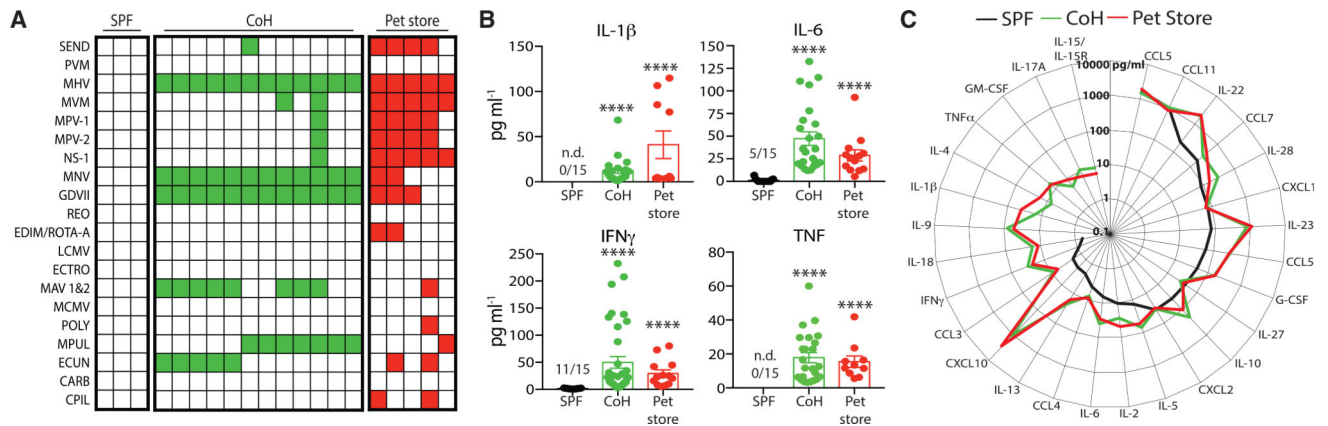 A
SPF CoH Pet store
SEND
PVM
MHV
MVM
MPV-1
MPV-2
NS-1
MNV
GDVII
REO
EDIM/ROTA-A
LCMV
ECTRO
MAV 1&2
MCMV
POLY
MPUL
ECUN
CARB
CPIL
B
IL-1β
pg ml-1
150
100
50
0
n.d.
0/15
****
****
SPF CoH Pet
store
IL-6
150
100
50
0
5/15
****
****
SPF CoH Pet
store
IFNγ
pg ml-1
250
200
150
100
50
0
11/15
****
****
SPF CoH Pet
store
TNF
80
60
40
20
0
n.d.
0/15
****
****
SPF CoH Pet
store
C
SPF CoH Pet Store
IL-15/
IL-15R
CCL5
CCL11
IL-22
CCL7
IL-28
CXCL1
IL-23
CCL5
G-CSF
IL-27
IL-10
CXCL2
IL-5
IL-2
IL-6
CCL4
IL-13
CXCL10
CCL3
IFNγ
IL-18
IL-9
IL-1β
IL-4
TNFα
GM-CSF
IL-17A
10000 pg/ml
1000
100
10
1
0.1